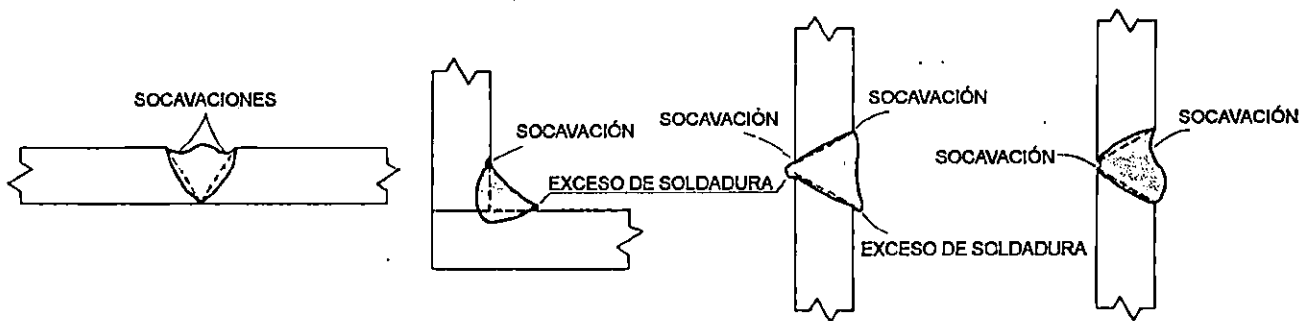 SOCAVACIONES
SOCAVACIÓN
EXCESO DE SOLDADURA
SOCAVACIÓN
SOCAVACIÓN
EXCESO DE SOLDADURA
SOCAVACIÓN
SOCAVACIÓN